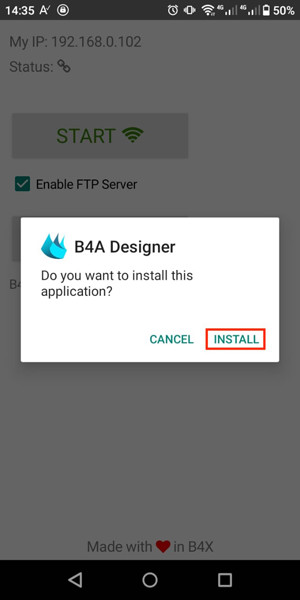 14:35 4G 4G 50%
My IP: 192.168.0.102
Status:
START
Enable FTP Server
B4A Designer
Do you want to install this
application?
B4
CANCEL INSTALL
Made with in B4X